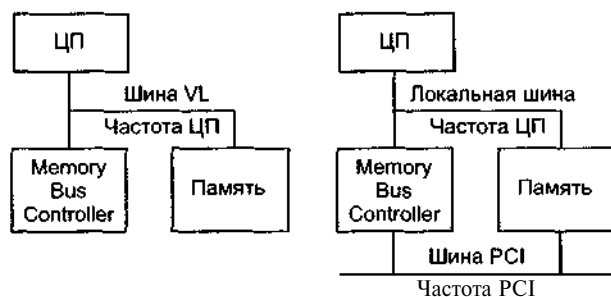 ЦП
Шина VL
Частота ЦП
Memory
Bus
Controller
Память
ЦП
Локальная шина
Частота ЦП
Memory
Bus
Controller
Память
Шина PCI
Частота PCI